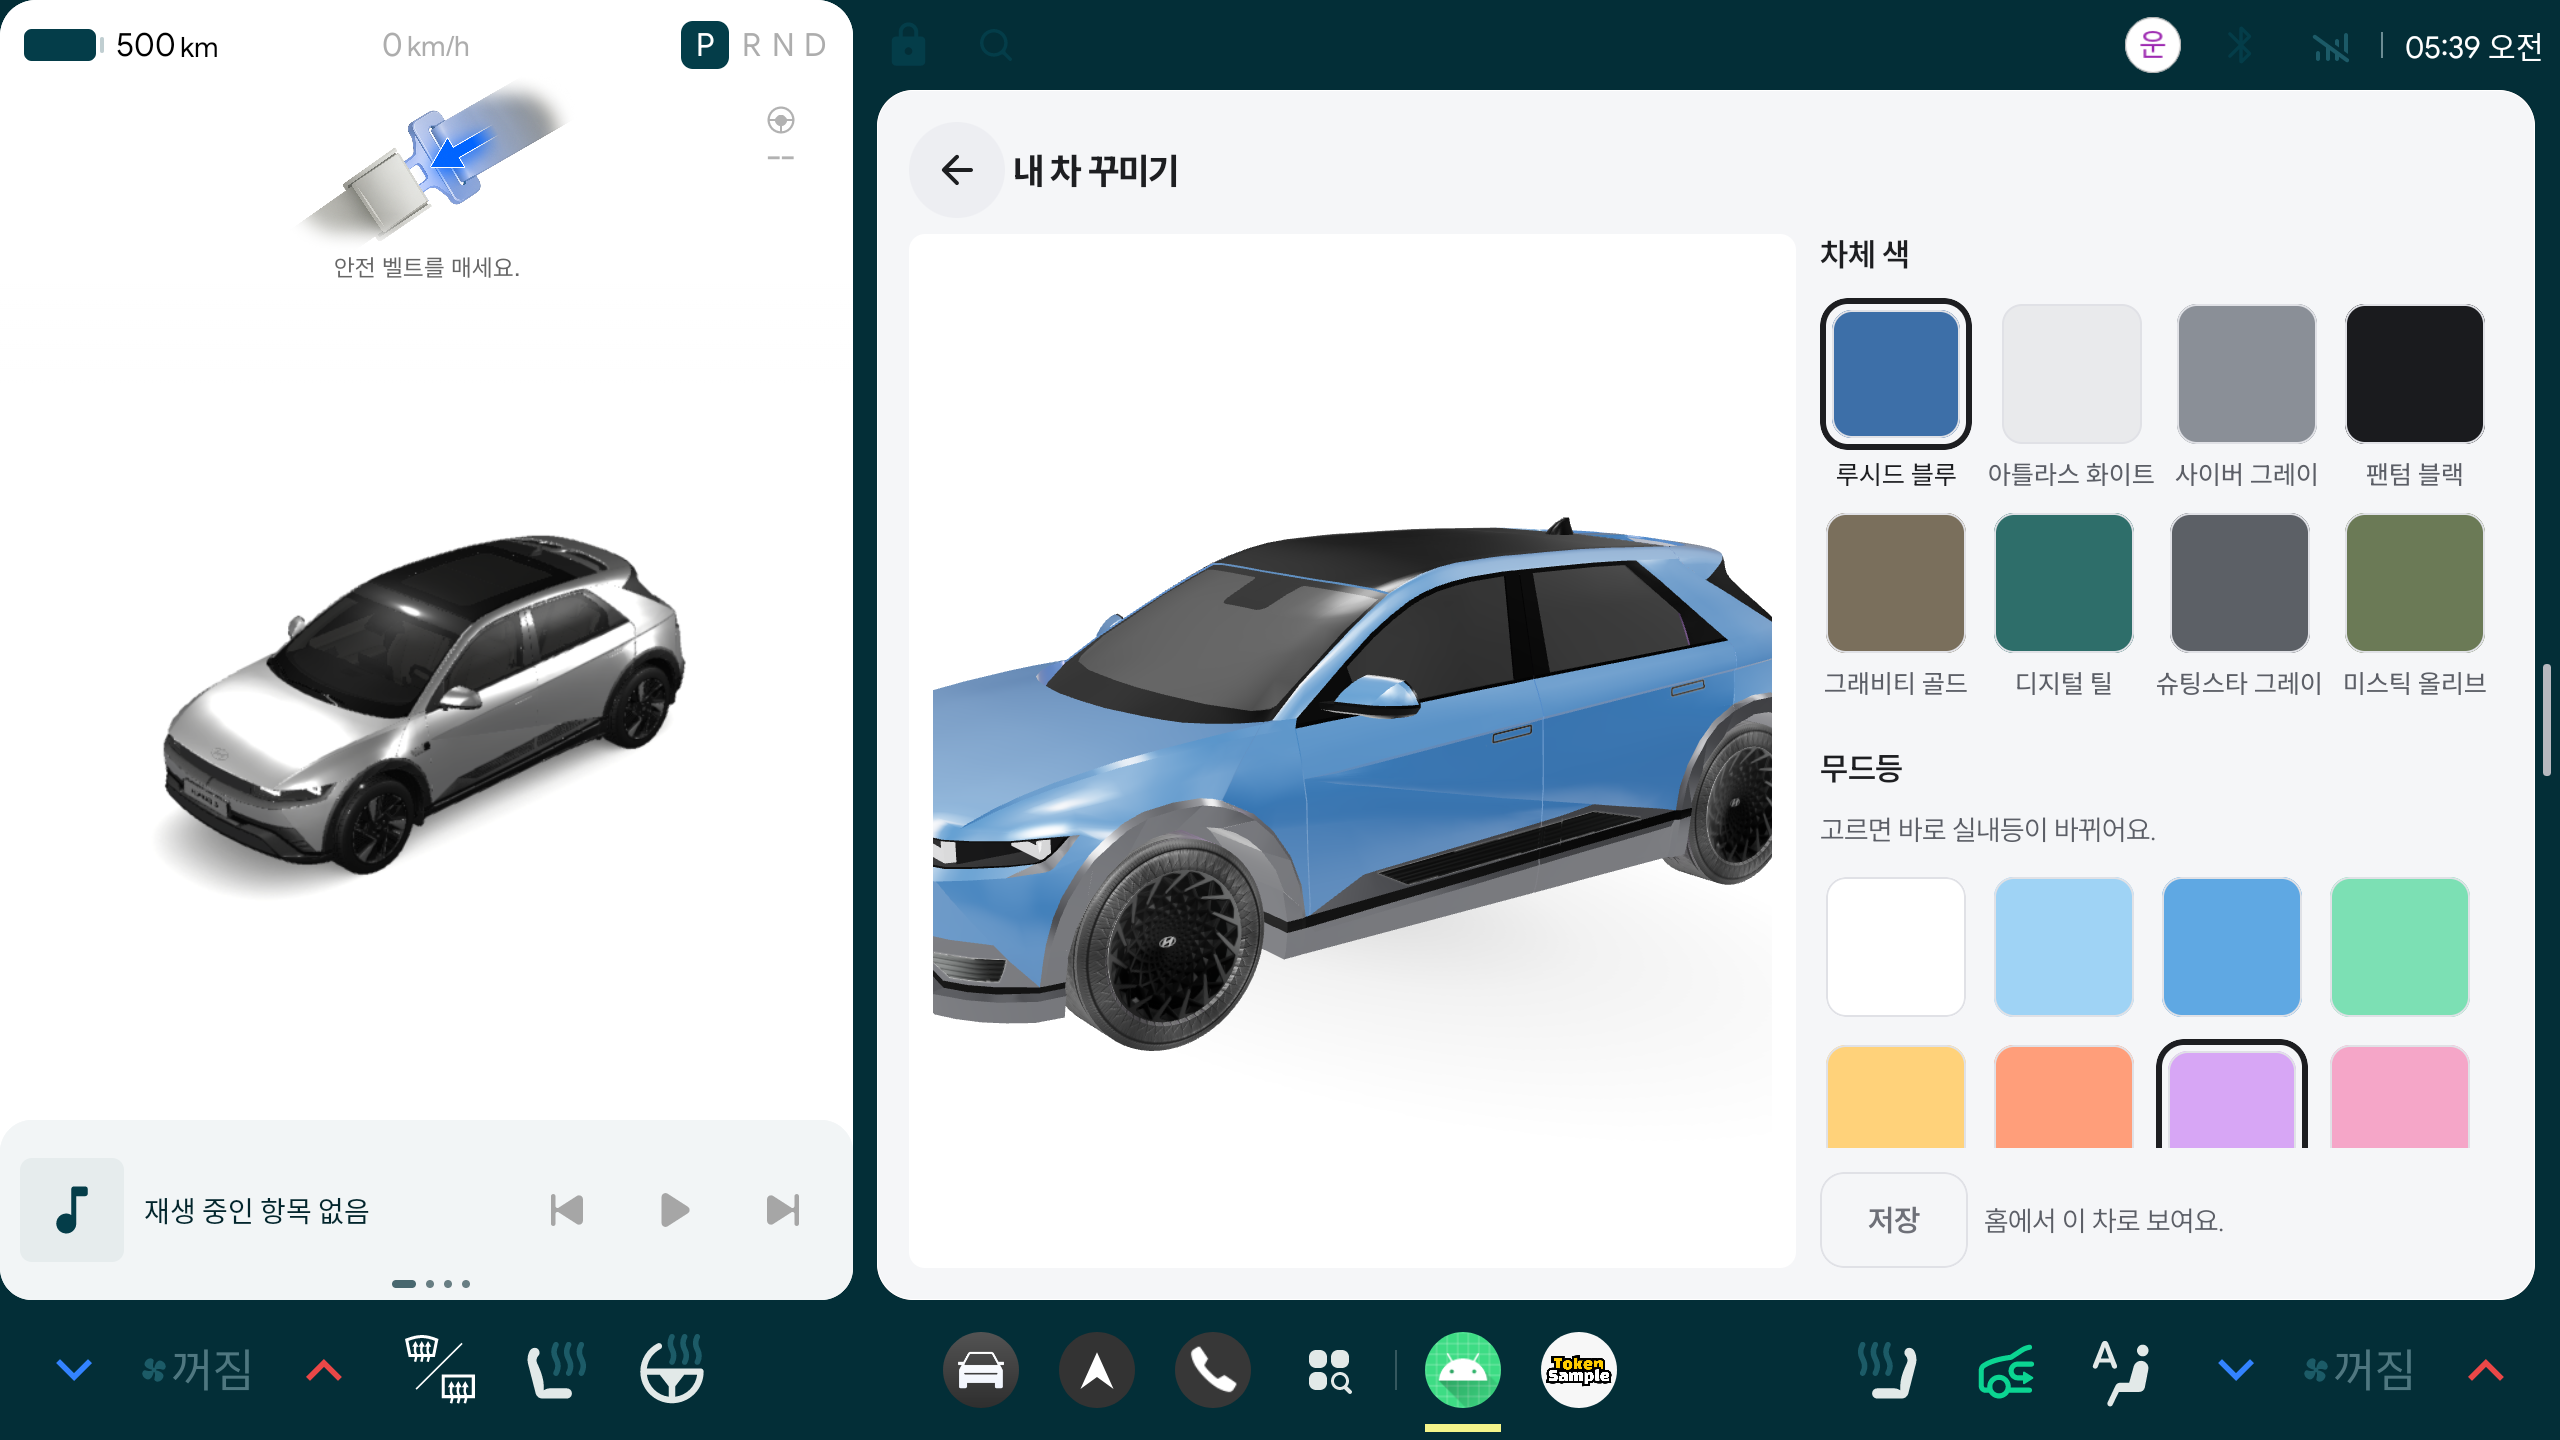 500 km
0 km/h
P R N D
05:39 오전
운
--
안전 벨트를 매세요.
내 차 꾸미기
차체 색
루시드 블루
아틀라스 화이트
사이버 그레이
팬텀 블랙
그래비티 골드
디지털 틸
슈팅스타 그레이
미스틱 올리브
무드등
고르면 바로 실내등이 바뀌어요.
저장
홈에서 이 차로 보여요.
재생 중인 항목 없음
꺼짐
Token
Sample
A
꺼짐